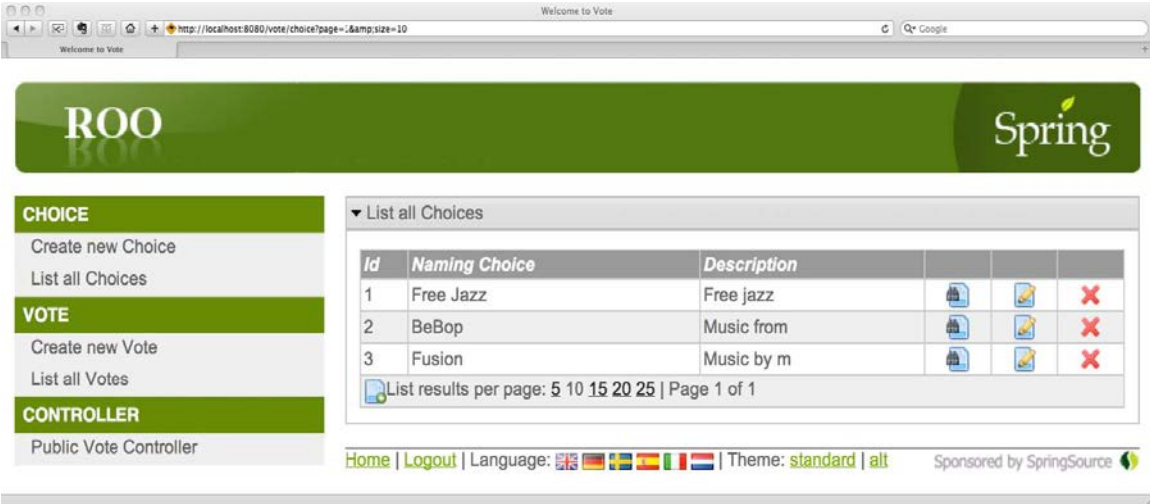 Welcome to Vote
http://localhost:8080/vote/choice?page=1&amp;size=10
Google
Welcome to Vote
ROO
Spring
CHOICE
Create new Choice
List all Choices
VOTE
Create new Vote
List all Votes
CONTROLLER
Public Vote Controller
List all Choices
Id Naming Choice Description
1 Free Jazz Free jazz
2 BeBop Music from
3 Fusion Music by m
List results per page: 5 10 15 20 25 | Page 1 of 1
Home | Logout | Language: | Theme: standard | alt
Sponsored by SpringSource